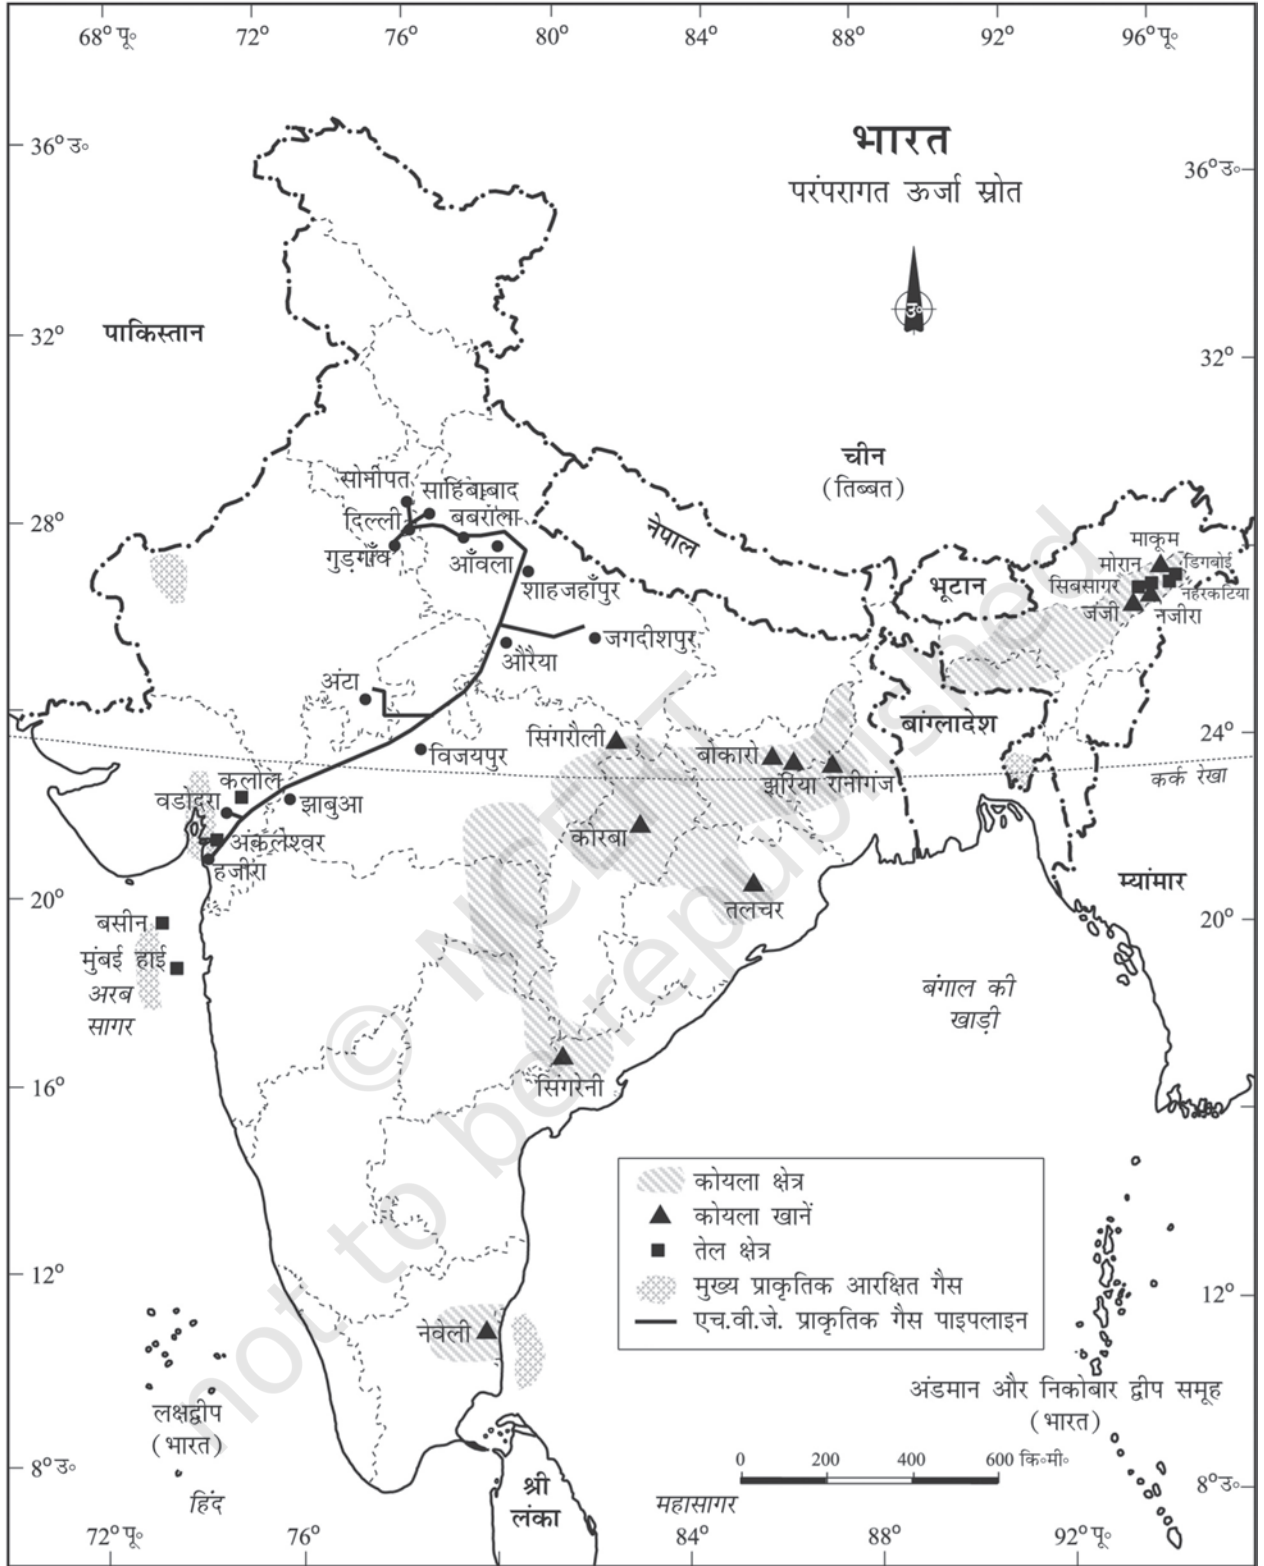 68° पू॰ 72° 76° 80° 84° 88° 92° 96° पू॰
भारत
परंपरागत ऊर्जा स्रोत
36° उ॰
36° उ॰
उ॰
पाकिस्तान
32°
32°
चीन
(तिब्बत)
सोनीपत
साहिबाबाद
दिल्ली
बबराला
28°
28°
गुड़गाँव
आँवला
शाहजहाँपुर
नेपाल
भूटान
माकूम
मोरान
डिगबोई
सिबसागर
नहरकटिया
जंजी
नजीरा
जगदीशपुर
औरैया
अंटा
विजयपुर
सिंगरौली
बोकारो
झरिया
रानीगंज
बांग्लादेश
24°
कर्क रेखा
कलोल
वडोदरा
झाबुआ
अंकलेश्वर
हजीरा
कोरबा
तलचर
म्यांमार
20°
20°
बसीन
मुंबई हाई
अरब
सागर
बंगाल की
खाड़ी
16°
सिंगरेनी
© NCERT
not to be republished
कोयला क्षेत्र
कोयला खानें
तेल क्षेत्र
मुख्य प्राकृतिक आरक्षित गैस
एच.वी.जे. प्राकृतिक गैस पाइपलाइन
12°
12°
नेवेली
लक्षद्वीप
(भारत)
अंडमान और निकोबार द्वीप समूह
(भारत)
0 200 400 600 कि॰मी॰
8° उ॰
8° उ॰
श्री
लंका
हिंद
महासागर
72° पू॰ 76° 84° 88° 92° पू॰